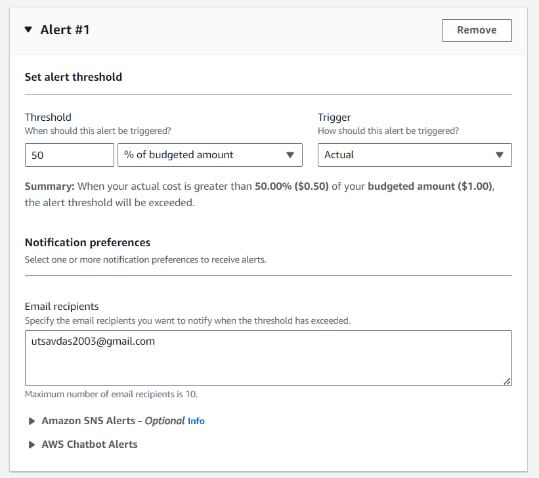 Alert #1
Remove
Set alert threshold
Threshold
When should this alert be triggered?
Trigger
How should this alert be triggered?
50
% of budgeted amount
Actual
Summary: When your actual cost is greater than 50.00% ($0.50) of your budgeted amount ($1.00),
the alert threshold will be exceeded.
Notification preferences
Select one or more notification preferences to receive alerts.
Email recipients
Specify the email recipients you want to notify when the threshold has exceeded.
utsavdas2003@gmail.com
Maximum number of email recipients is 10.
Amazon SNS Alerts - Optional Info
AWS Chatbot Alerts